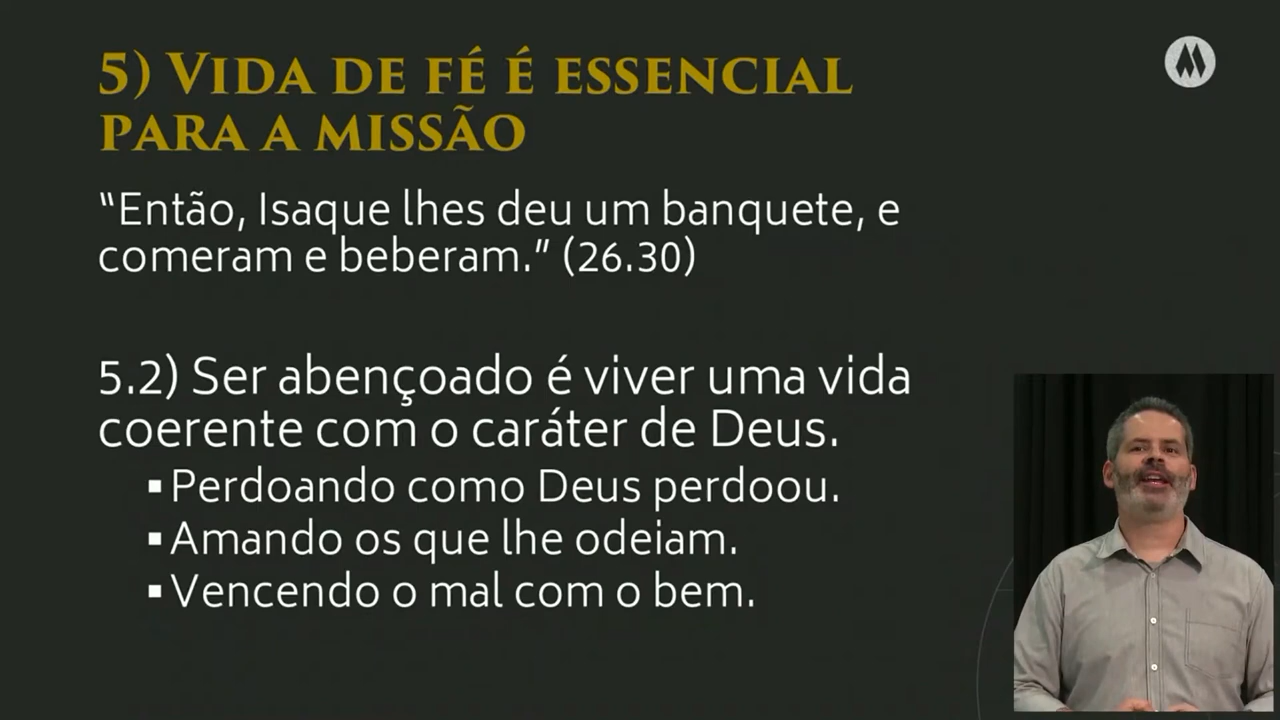 5) VIDA DE FÉ É ESSENCIAL
PARA A MISSÃO
“Então, Isaque lhes deu um banquete, e
comeram e beberam.” (26.30)
5.2) Ser abençoado é viver uma vida
coerente com o caráter de Deus.
▪ Perdoando como Deus perdoou.
▪ Amando os que lhe odeiam.
▪ Vencendo o mal com o bem.